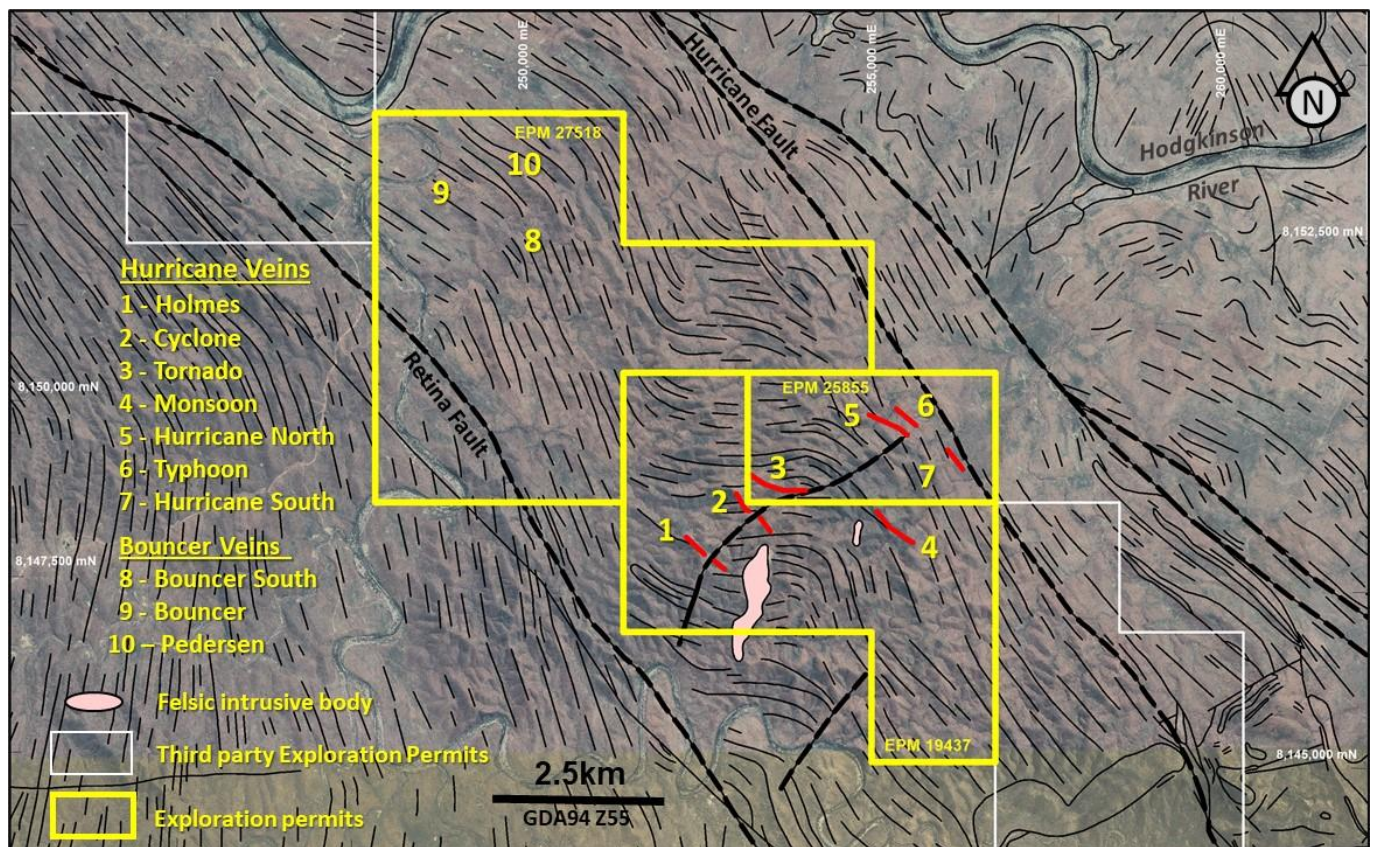 250,000 mE
255,000 mE
260,000 mE
N
Hurricane Fault
Hodgkinson
River
EPM 27518
10
9
8
8,152,500 mN
Hurricane Veins
1 - Holmes
2 - Cyclone
3 - Tornado
4 - Monsoon
5 - Hurricane North
6 - Typhoon
7 - Hurricane South
8,150,000 mN
Retina Fault
EPM 25855
5
6
3
7
2
1
4
Bouncer Veins
8 - Bouncer South
9 - Bouncer
10 – Pedersen
8,147,500 mN
Felsic intrusive body
Third party Exploration Permits
Exploration permits
EPM 19437
8,145,000 mN
2.5km
GDA94 Z55